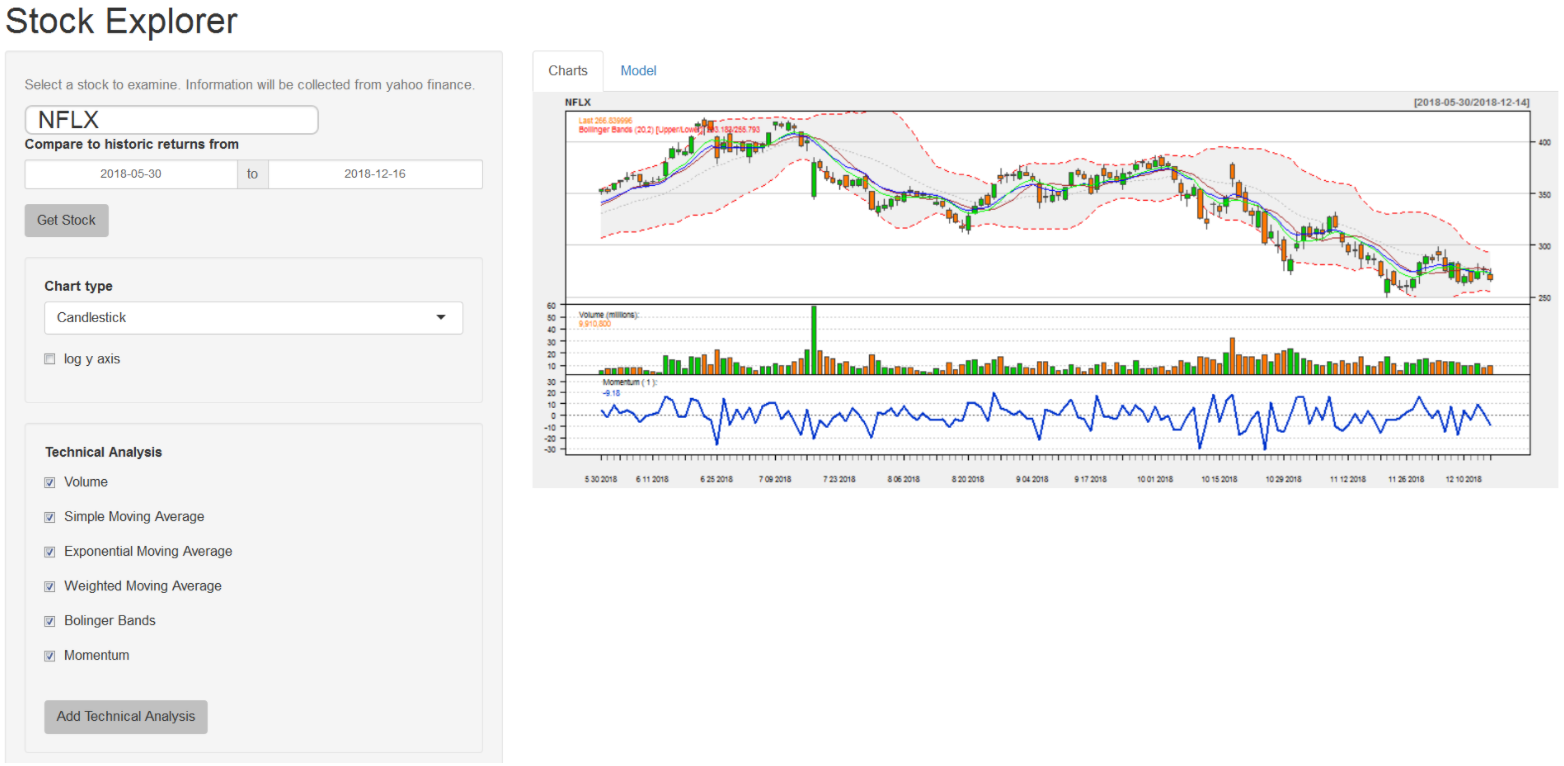 Stock Explorer
Select a stock to examine. Information will be collected from yahoo finance.
NFLX
Compare to historic returns from
2018-05-30 to 2018-12-16
Get Stock
Chart type
Candlestick
log y axis
Technical Analysis
Volume
Simple Moving Average
Exponential Moving Average
Weighted Moving Average
Bolinger Bands
Momentum
Add Technical Analysis
Charts Model
NFLX [2018-05-30/2018-12-14]
Last 266.839996
Bollinger Bands (20,2) [Upper/Lower]:
400
350
300
250
Volume (millions):
9,910,800
60
50
40
30
20
10
Momentum ( 1 ):
-9.18
30
20
10
0
-10
-20
-30
5 30 2018 6 11 2018 6 25 2018 7 09 2018 7 23 2018 8 06 2018 8 20 2018 9 04 2018 9 17 2018 10 01 2018 10 15 2018 10 29 2018 11 12 2018 11 26 2018 12 10 2018